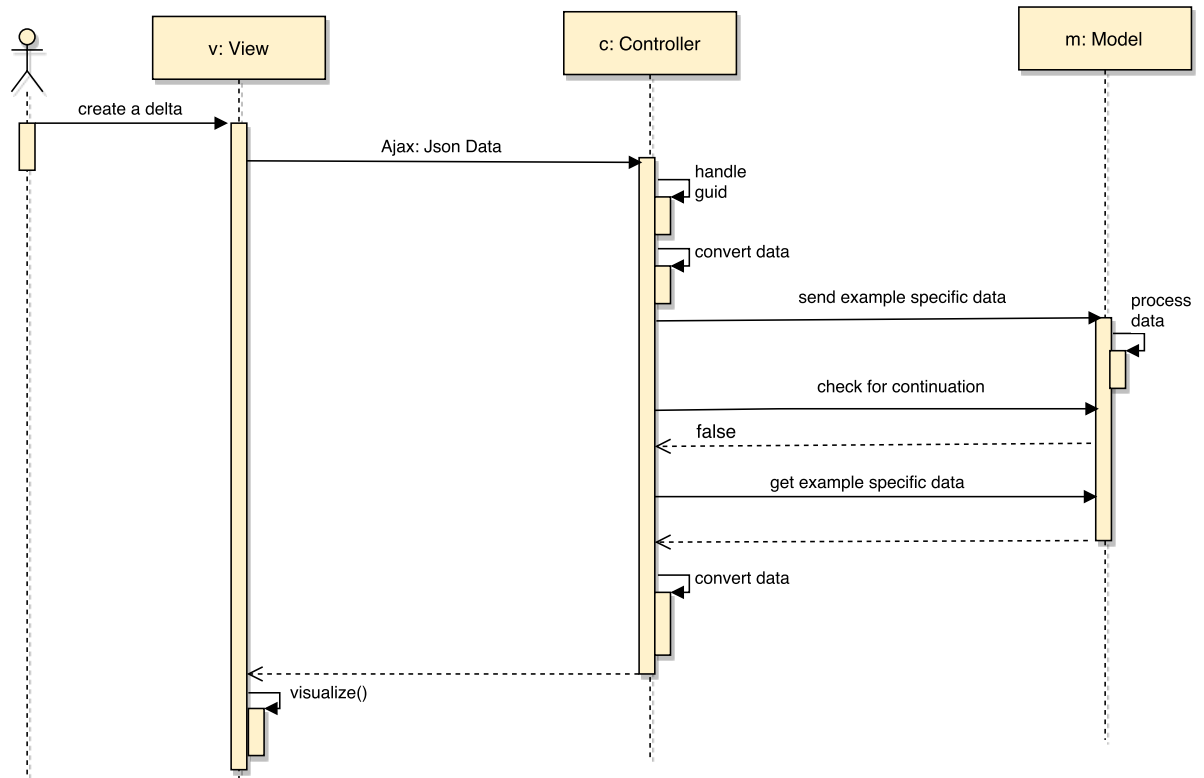 v: View
c: Controller
m: Model
create a delta
Ajax: Json Data
handle
guid
convert data
send example specific data
process
data
check for continuation
false
get example specific data
convert data
visualize()